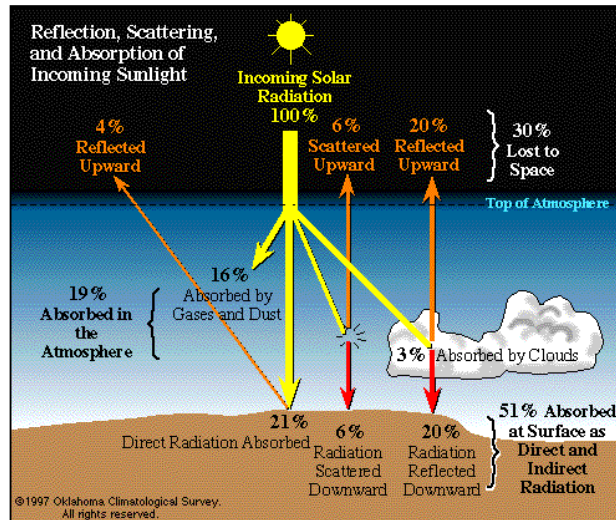 Reflection, Scattering,
and Absorption of
Incoming Sunlight
Incoming Solar
Radiation
100%
4%
Reflected
Upward
6%
Scattered
Upward
20%
Reflected
Upward
30%
Lost to
Space
Top of Atmosphere
16%
Absorbed by
Gases and Dust
19%
Absorbed in
the
Atmosphere
3% Absorbed by Clouds
21%
Direct Radiation Absorbed
6%
Radiation
Scattered
Downward
20%
Radiation
Reflected
Downward
51% Absorbed
at Surface as
Direct and
Indirect
Radiation
©1997 Oklahoma Climatological Survey.
All rights reserved.